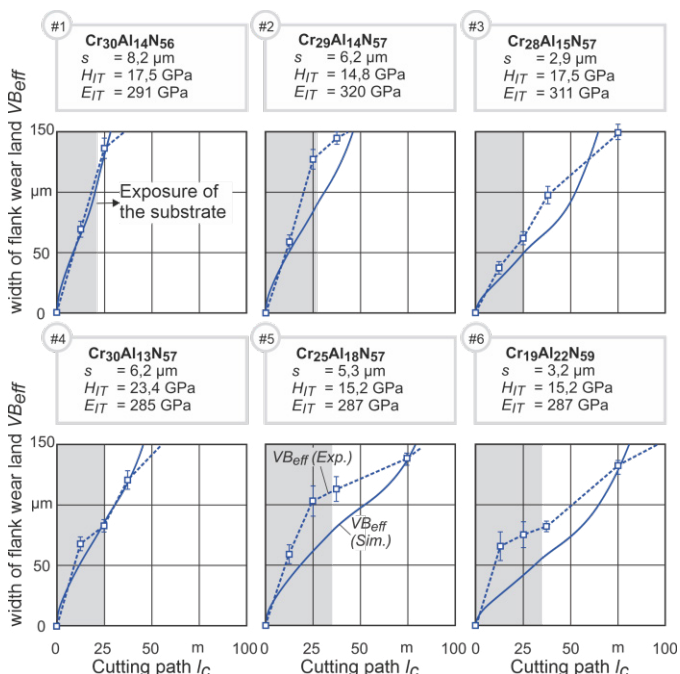 #1
Cr30Al14N56
s = 8,2 µm
HIT = 17,5 GPa
EIT = 291 GPa
#2
Cr29Al14N57
s = 6,2 µm
HIT = 14,8 GPa
EIT = 320 GPa
#3
Cr28Al15N57
s = 2,9 µm
HIT = 17,5 GPa
EIT = 311 GPa
width of flank wear land VBeff
150
µm
50
0
Exposure of
the substrate
#4
Cr30Al13N57
s = 6,2 µm
HIT = 23,4 GPa
EIT = 285 GPa
#5
Cr25Al18N57
s = 5,3 µm
HIT = 15,2 GPa
EIT = 287 GPa
#6
Cr19Al22N59
s = 3,2 µm
HIT = 15,2 GPa
EIT = 287 GPa
width of flank wear land VBeff
150
µm
50
0
VBeff (Exp.)
VBeff
(Sim.)
0 25 50 m 100
Cutting path lC
0 25 50 m 100
Cutting path lC
0 25 50 m 100
Cutting path lC